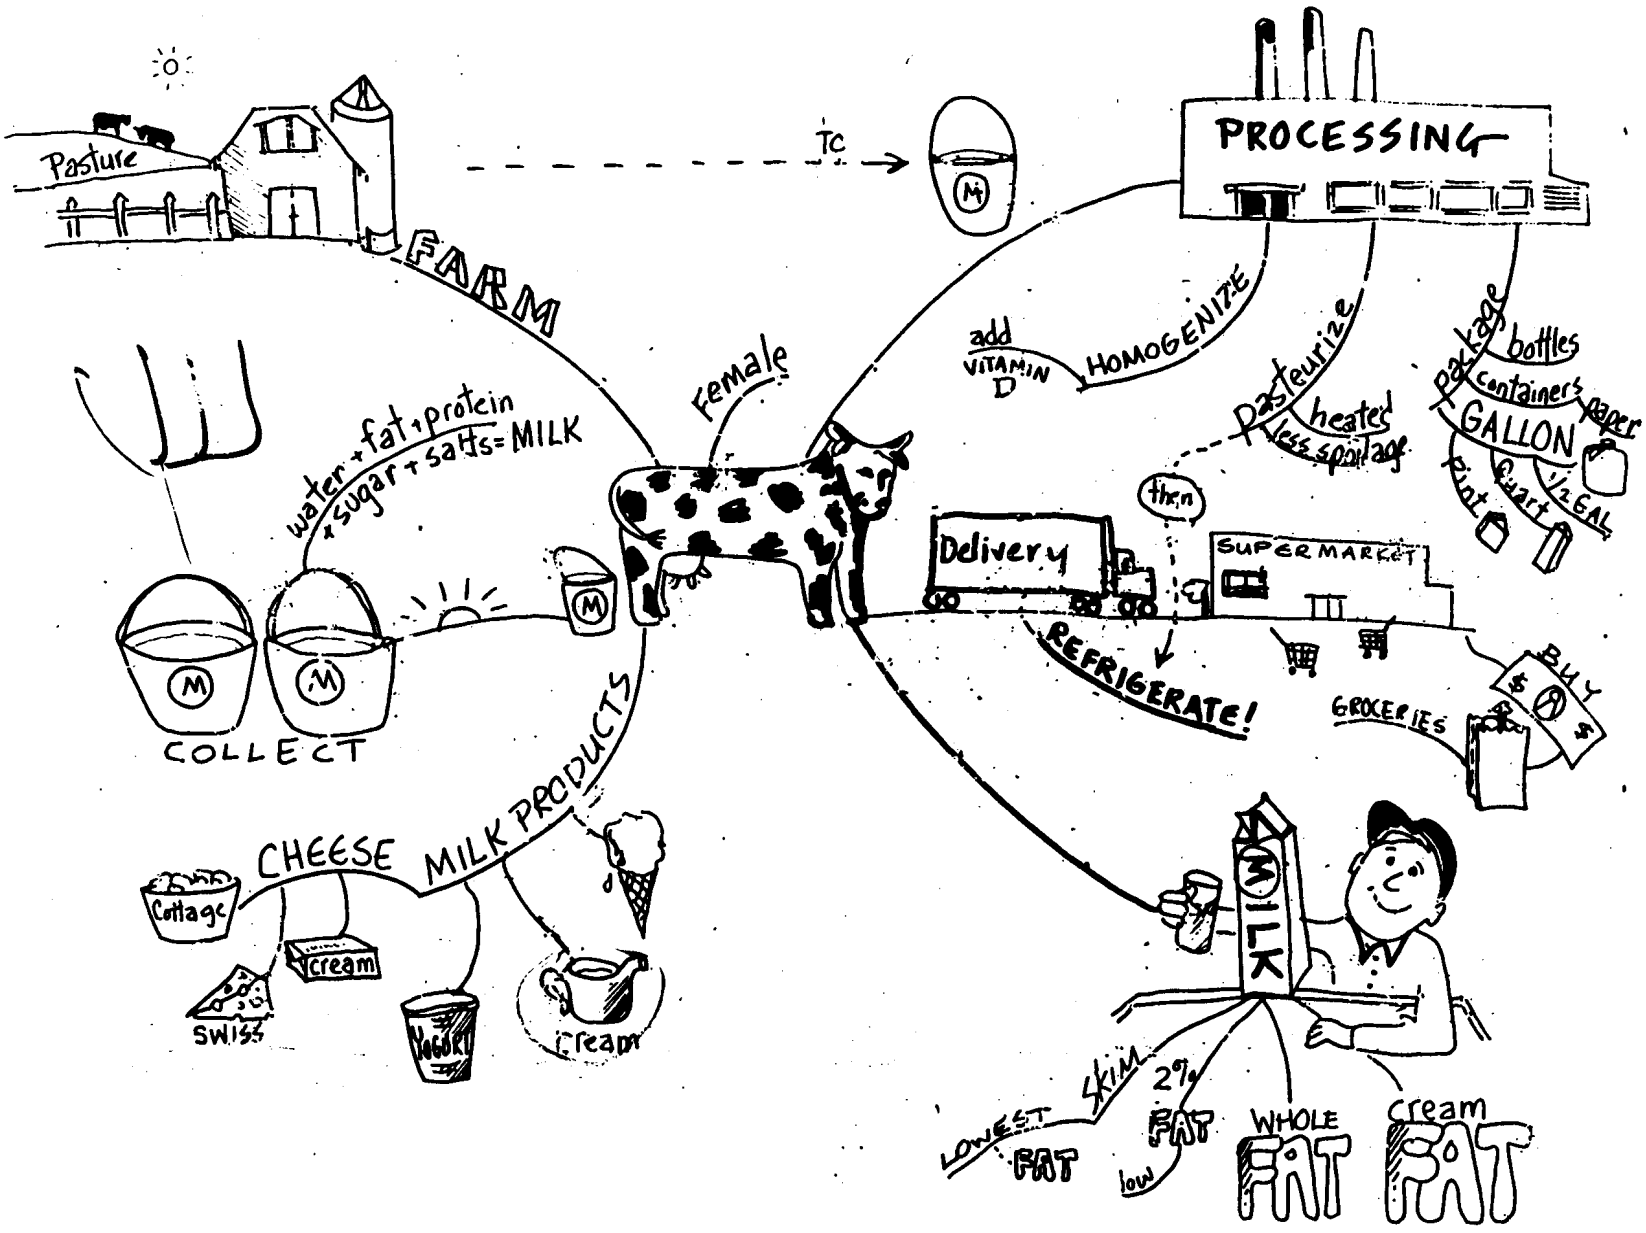 Pasture
FARM
TC
M
PROCESSING
HOMOGENIZE
add
VITAMIN
D
Pasteurize
heated
less spoilage
then
Package
bottles
containers
paper
GALLON
Pint
Quart
1/2 GAL
Female
water + fat + protein
+ sugar + salts = MILK
M
M
M
COLLECT
Delivery
SUPERMARKET
REFRIGERATE!
BUY
$
$
GROCERIES
MILK PRODUCTS
CHEESE
Cottage
cream
SWISS
YOGURT
cream
MILK
SKIM
LOWEST
FAT
2%
FAT
low
WHOLE
FAT
cream
FAT